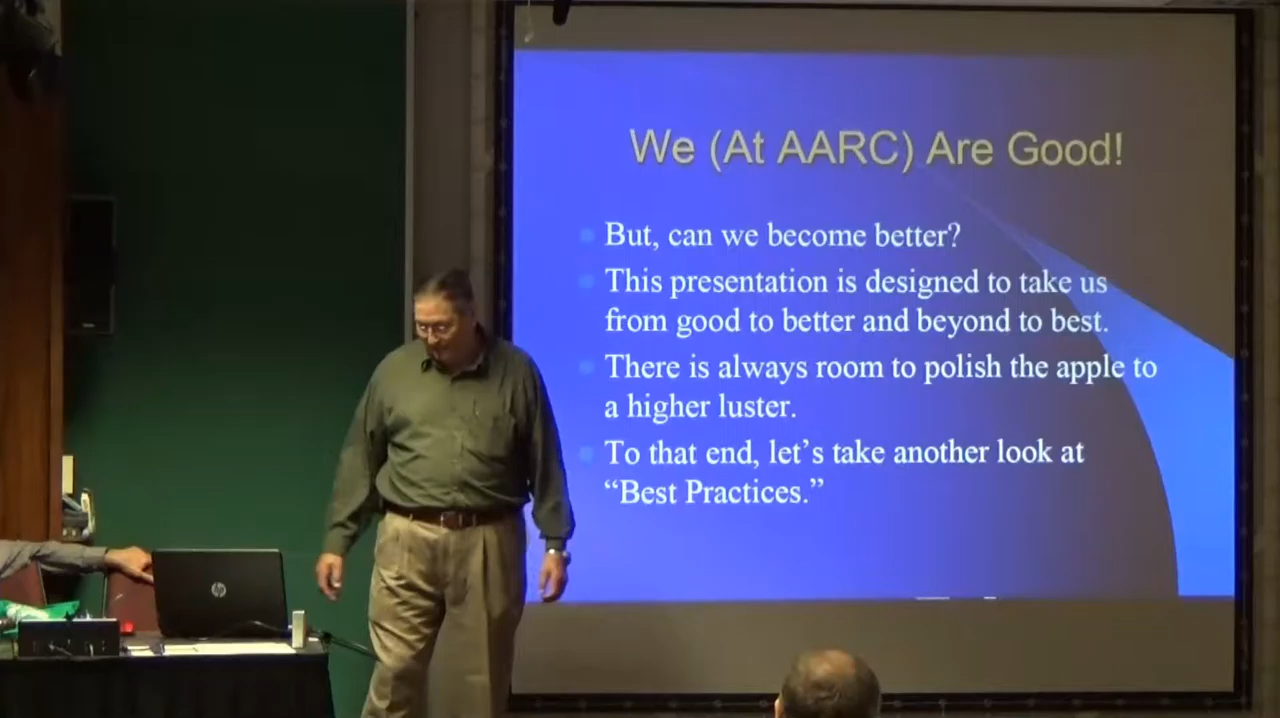 We (At AARC) Are Good!
But, can we become better?
This presentation is designed to take us
from good to better and beyond to best.
There is always room to polish the apple to
a higher luster.
To that end, let’s take another look at
“Best Practices.”
hp